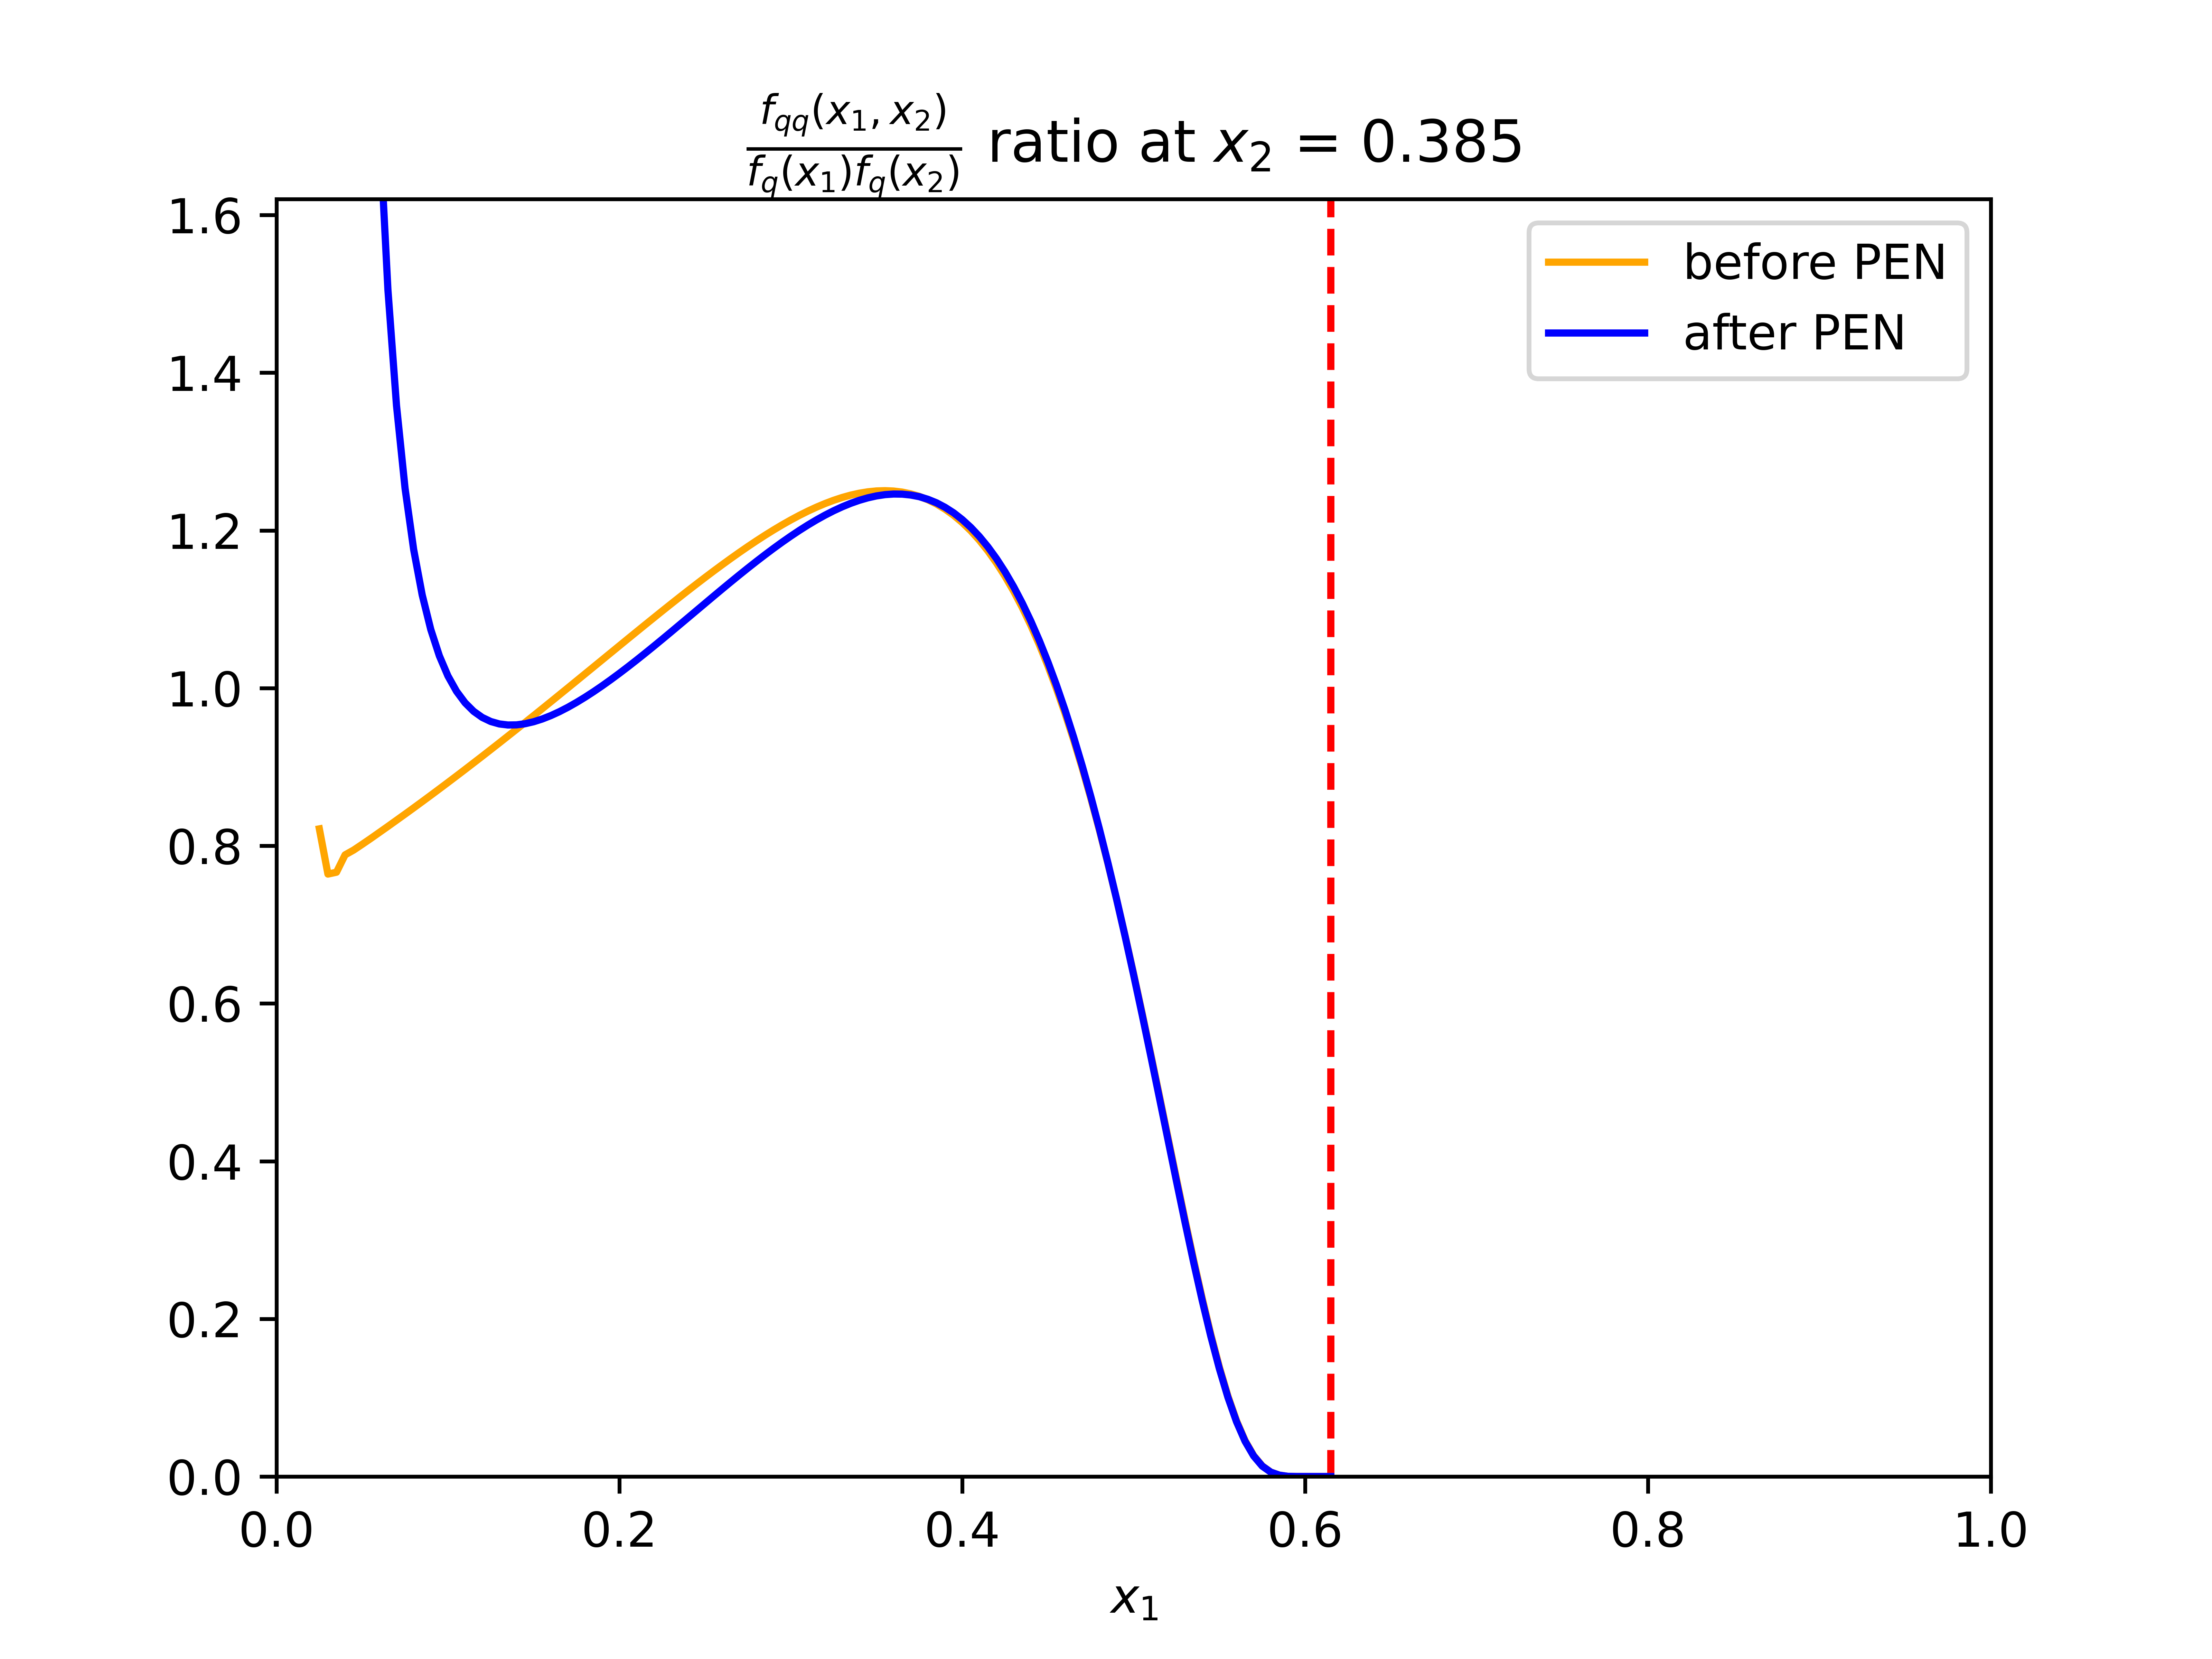 f_qq(x_1, x_2)
f_q(x_1)f_q(x_2) ratio at x_2 = 0.385
before PEN
after PEN
1.6
1.4
1.2
1.0
0.8
0.6
0.4
0.2
0.0
0.0 0.2 0.4 0.6 0.8 1.0
x_1